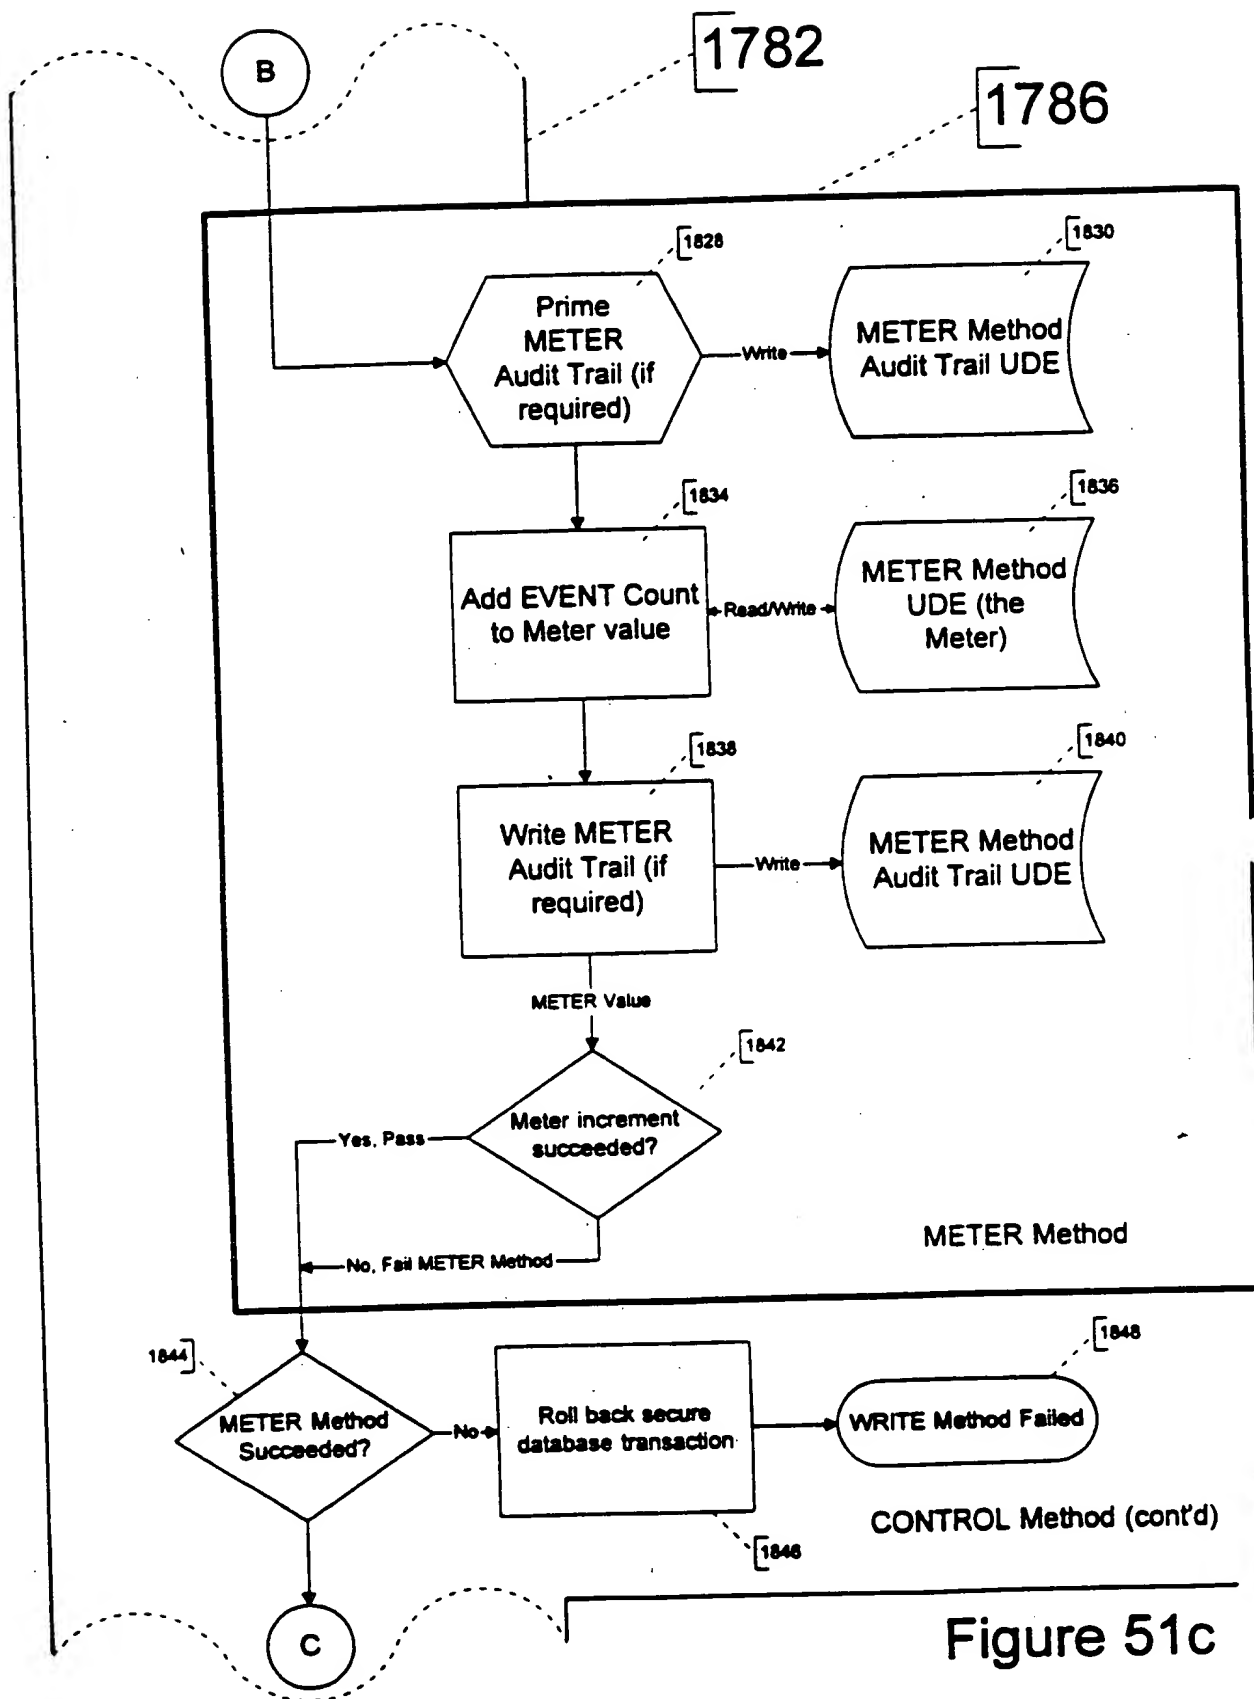 B
1782
1786
1828
1830
Prime
METER
Audit Trail (if
required)
Write
METER Method
Audit Trail UDE
1834
1836
Add EVENT Count
to Meter value
Read/Write
METER Method
UDE (the
Meter)
1838
1840
Write METER
Audit Trail (if
required)
Write
METER Method
Audit Trail UDE
METER Value
1842
Meter increment
succeeded?
Yes, Pass
No, Fail METER Method
METER Method
1844
1848
METER Method
Succeeded?
No
Roll back secure
database transaction
WRITE Method Failed
1846
CONTROL Method (cont'd)
C
Figure 51c